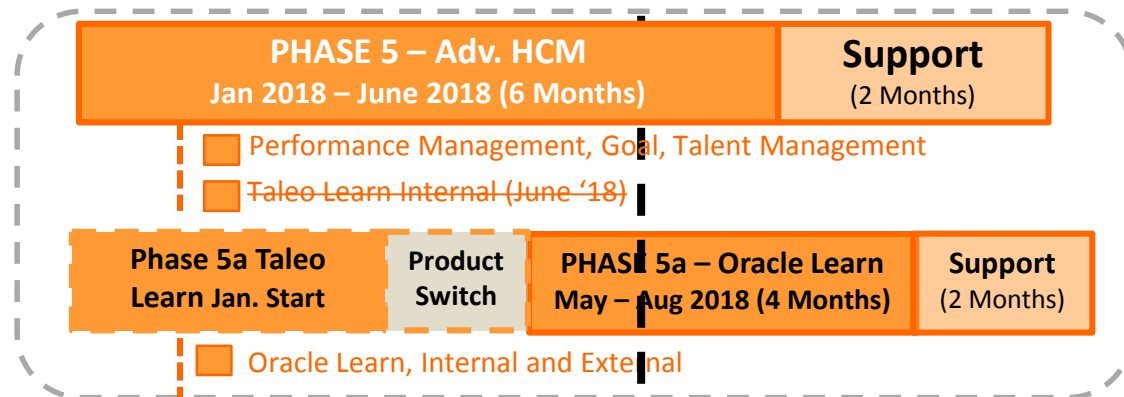 PHASE 5 – Adv. HCM
Jan 2018 – June 2018 (6 Months)
Support
(2 Months)
Performance Management, Goal, Talent Management
Taleo Learn Internal (June ‘18)
Phase 5a Taleo
Learn Jan. Start
Product
Switch
PHASE 5a – Oracle Learn
May – Aug 2018 (4 Months)
Support
(2 Months)
Oracle Learn, Internal and External